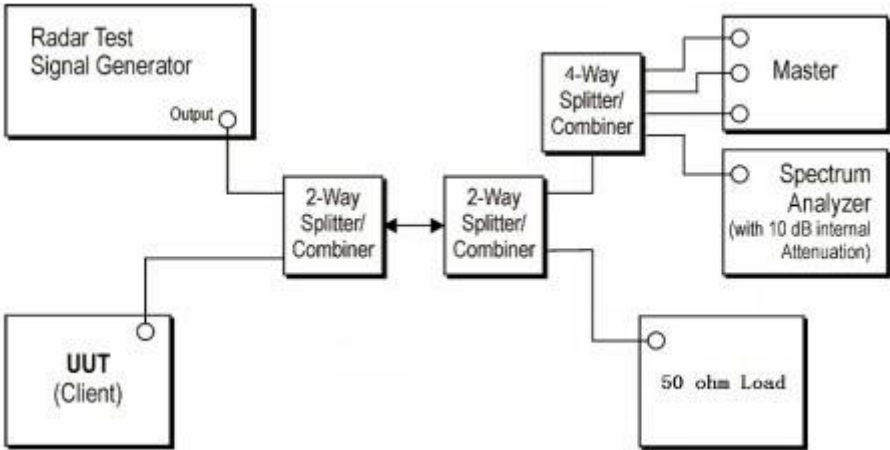 Radar Test
Signal Generator
Output
4-Way
Splitter/
Combiner
Master
2-Way
Splitter/
Combiner
2-Way
Splitter/
Combiner
Spectrum
Analyzer
(with 10 dB internal
Attenuation)
UUT
(Client)
50 ohm Load